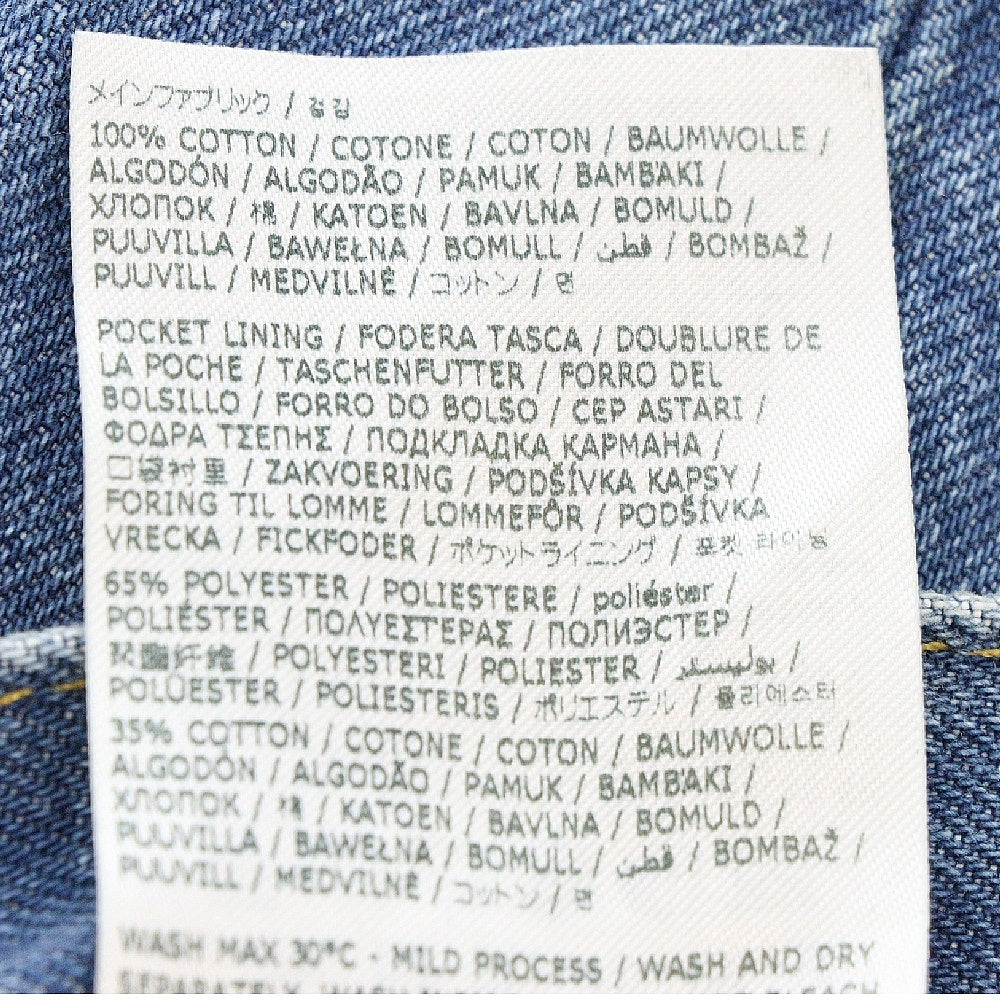 メインファブリック / 겉감
100% COTTON / COTONE / COTON / BAUMWOLLE /
ALGODÓN / ALGODÃO / PAMUK / BAMBAKI /
ХЛОПОК / 棉 / KATOEN / BAVLNA / BOMULD /
PUUVILLA / BAWEŁNA / BOMULL / قطن / BOMBAŽ /
PUUVILL / MEDVILNĖ / コットン / 면
POCKET LINING / FODERA TASCA / DOUBLURE DE
LA POCHE / TASCHENFUTTER / FORRO DEL
BOLSILLO / FORRO DO BOLSO / CEP ASTARI /
ΦΟΔΡΑ ΤΣΕΠΗΣ / ПОДКЛАДКА КАРМАНА /
口袋衬里 / ZAKVOERING / PODŠÍVKA KAPSY /
FORING TIL LOMME / LOMMEFÔR / PODŠÍVKA
VRECKA / FICKFODER / ポケットライニング / 포켓 라이닝
65% POLYESTER / POLIESTERE / poliéster /
POLIÉSTER / ΠΟΛΥΕΣΤΕΡΑΣ / ПОЛИЭСТЕР /
聚酯纤维 / POLYESTERI / POLIESTER / بوليستر /
POLÜESTER / POLIESTERIS / ポリエステル / 폴리에스터
35% COTTON / COTONE / COTON / BAUMWOLLE /
ALGODÓN / ALGODÃO / PAMUK / BAMBAKI /
ХЛОПОК / 棉 / KATOEN / BAVLNA / BOMULD /
PUUVILLA / BAWEŁNA / BOMULL / قطن / BOMBAŽ /
PUUVILL / MEDVILNĖ / コットン / 면
WASH MAX 30°C - MILD PROCESS / WASH AND DRY
SEPARATELY, WASH